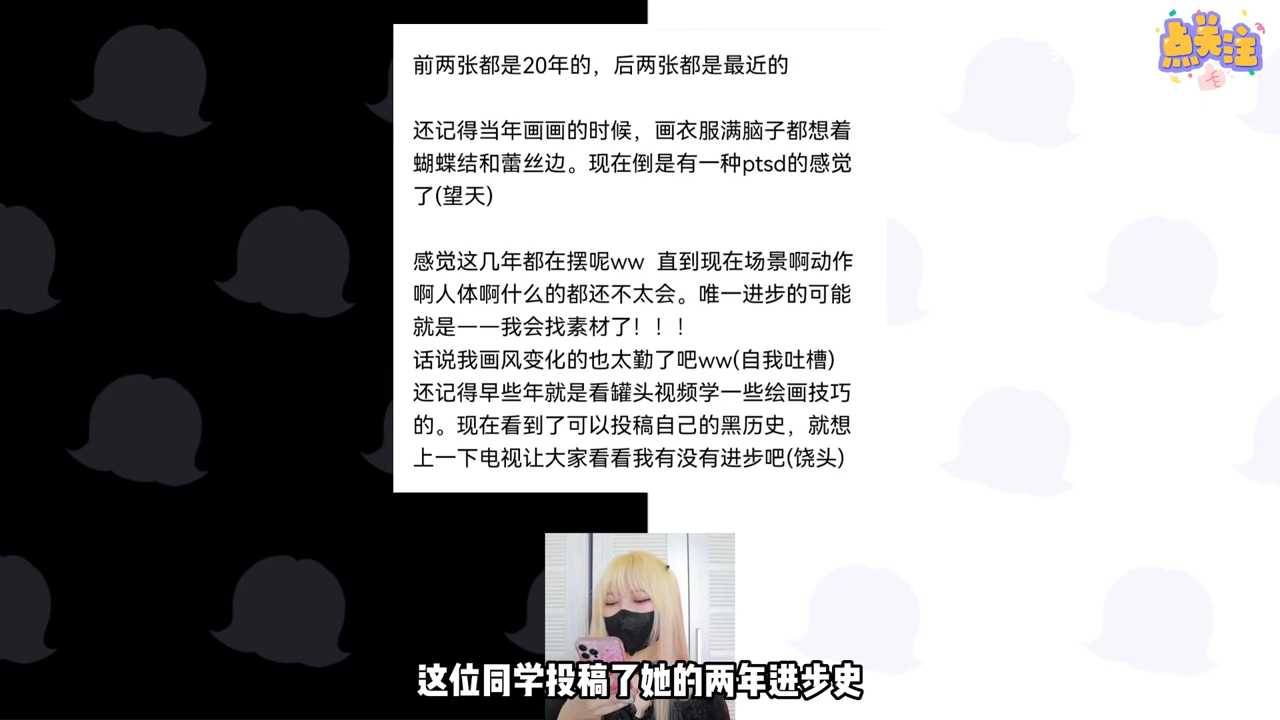 点关注
前两张都是20年的，后两张都是最近的
还记得当年画画的时候，画衣服满脑子都想着
蝴蝶结和蕾丝边。现在倒是有一种ptsd的感觉
了(望天)
感觉这几年都在摆呢ww 直到现在场景啊动作
啊人体啊什么的都还不太会。唯一进步的可能
就是一一我会找素材了！！！
话说我画风变化的也太勤了吧ww(自我吐槽)
还记得早些年就是看罐头视频学一些绘画技巧
的。现在看到了可以投稿自己的黑历史，就想
上一下电视让大家看看我有没有进步吧(饶头)
这位同学投稿了她的两年进步史